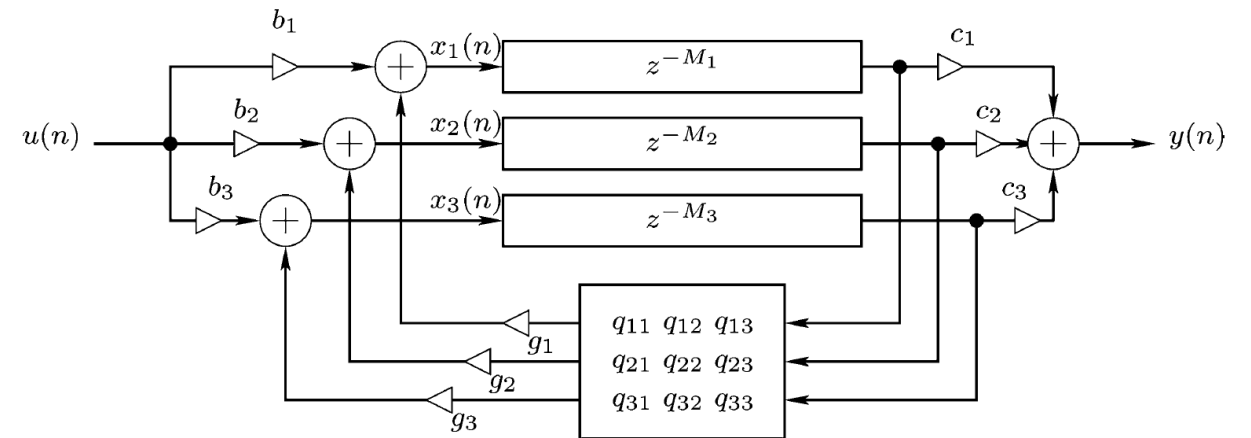 b₁
x₁(n)
z⁻ᴹ¹
c₁
u(n)
b₂
x₂(n)
z⁻ᴹ²
c₂
y(n)
b₃
x₃(n)
z⁻ᴹ³
c₃
g₁
g₂
g₃
q₁₁ q₁₂ q₁₃
q₂₁ q₂₂ q₂₃
q₃₁ q₃₂ q₃₃